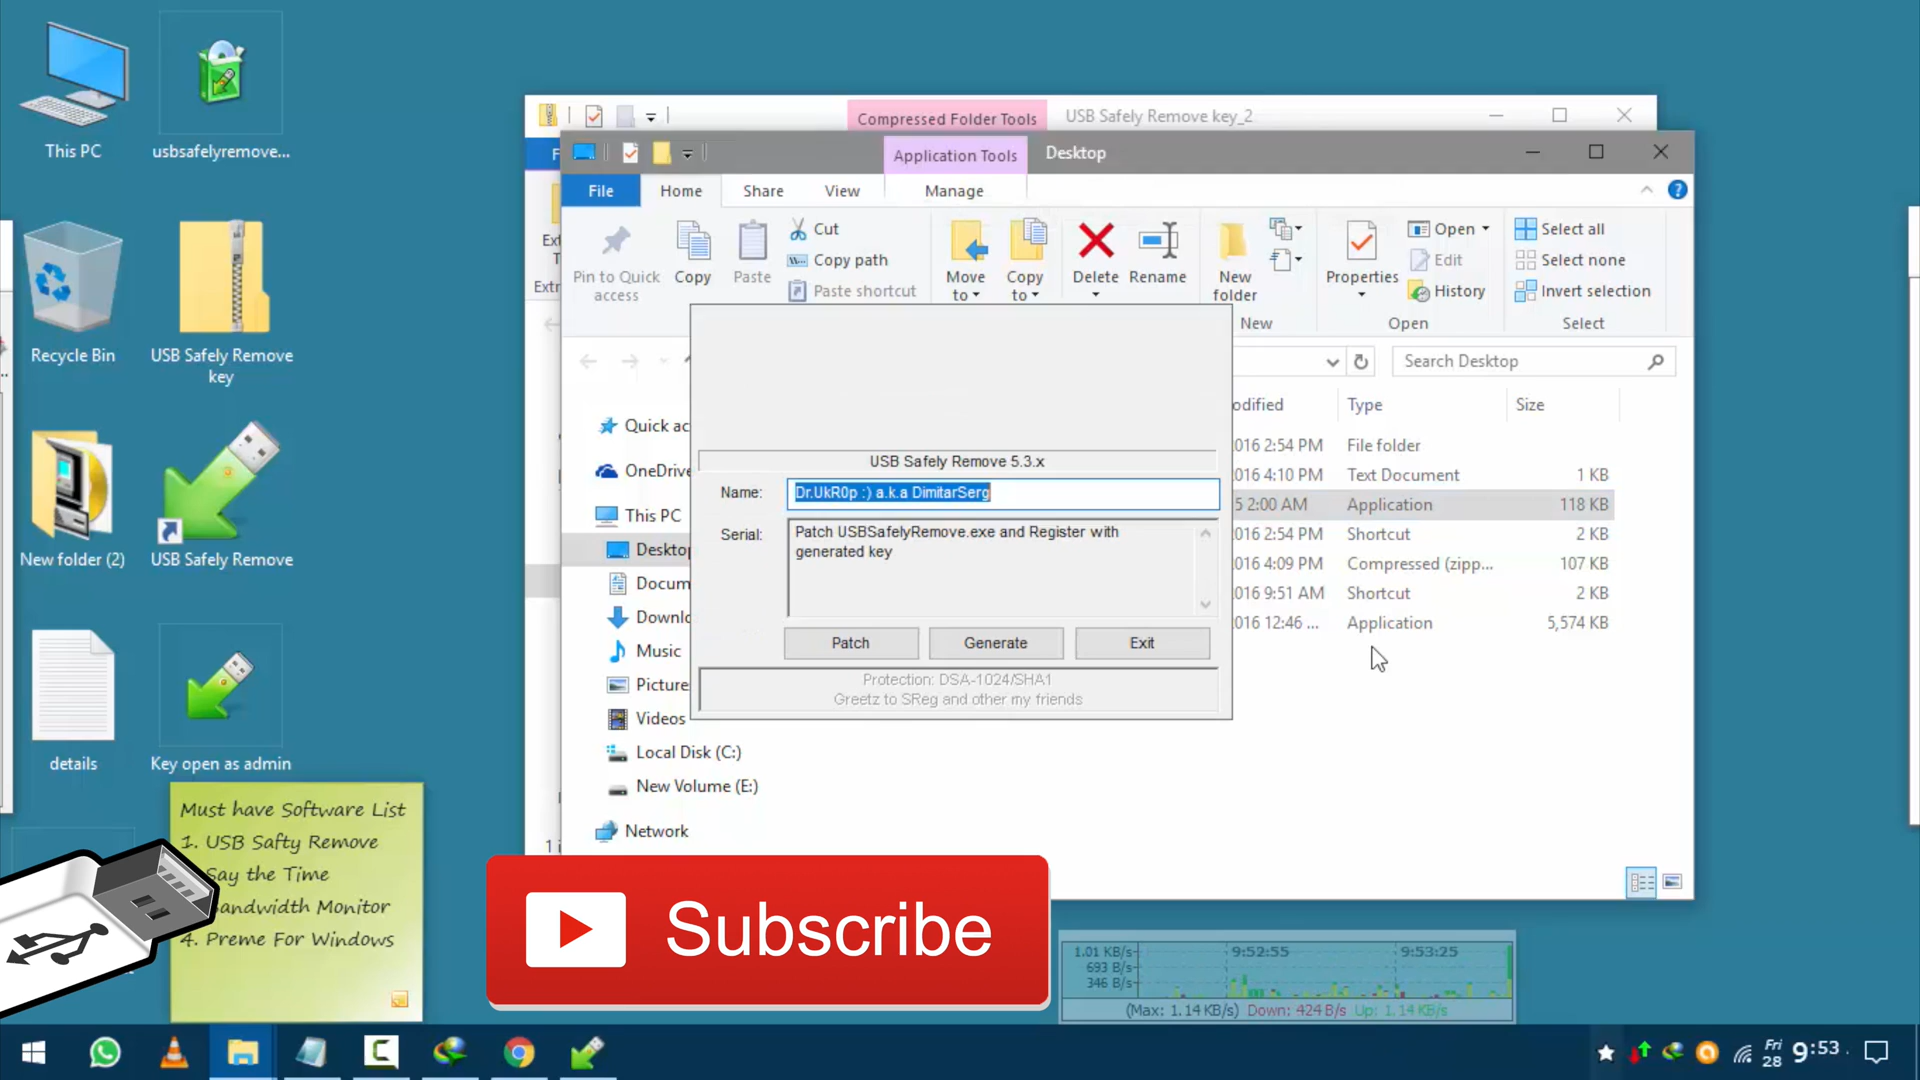 This PC
usbsafelyremove...
Recycle Bin
USB Safely Remove
key
New folder (2)
USB Safely Remove
details
Key open as admin
Must have Software List
1. USB Safty Remove
Say the Time
Bandwidth Monitor
4. Preme For Windows
Compressed Folder Tools
USB Safely Remove key_2
Application Tools
Desktop
File
Home
Share
View
Manage
Pin to Quick
access
Copy
Paste
Cut
Copy path
Paste shortcut
Move
to
Copy
to
Delete
Rename
New
folder
Properties
Open
Edit
History
Select all
Select none
Invert selection
New
Open
Select
Search Desktop
odified
Type
Size
2016 2:54 PM File folder
2016 4:10 PM Text Document 1 KB
5 2:00 AM Application 118 KB
2016 2:54 PM Shortcut 2 KB
2016 4:09 PM Compressed (zipp... 107 KB
2016 9:51 AM Shortcut 2 KB
2016 12:46 ... Application 5,574 KB
Quick ac
OneDrive
This PC
Deskto
Docum
Downlo
Music
Picture
Videos
Local Disk (C:)
New Volume (E:)
Network
USB Safely Remove 5.3.x
Name: Dr.UkR0p :) a.k.a DimitarSerg
Serial: Patch USBSafelyRemove.exe and Register with
generated key
Patch
Generate
Exit
Protection: DSA-1024/SHA1
Greetz to SReg and other my friends
Subscribe
1.01 KB/s
693 B/s
346 B/s
9:52:55
9:53:25
(Max: 1.14 KB/s) Down: 424 B/s Up: 1.14 KB/s
Fri
28
9:53